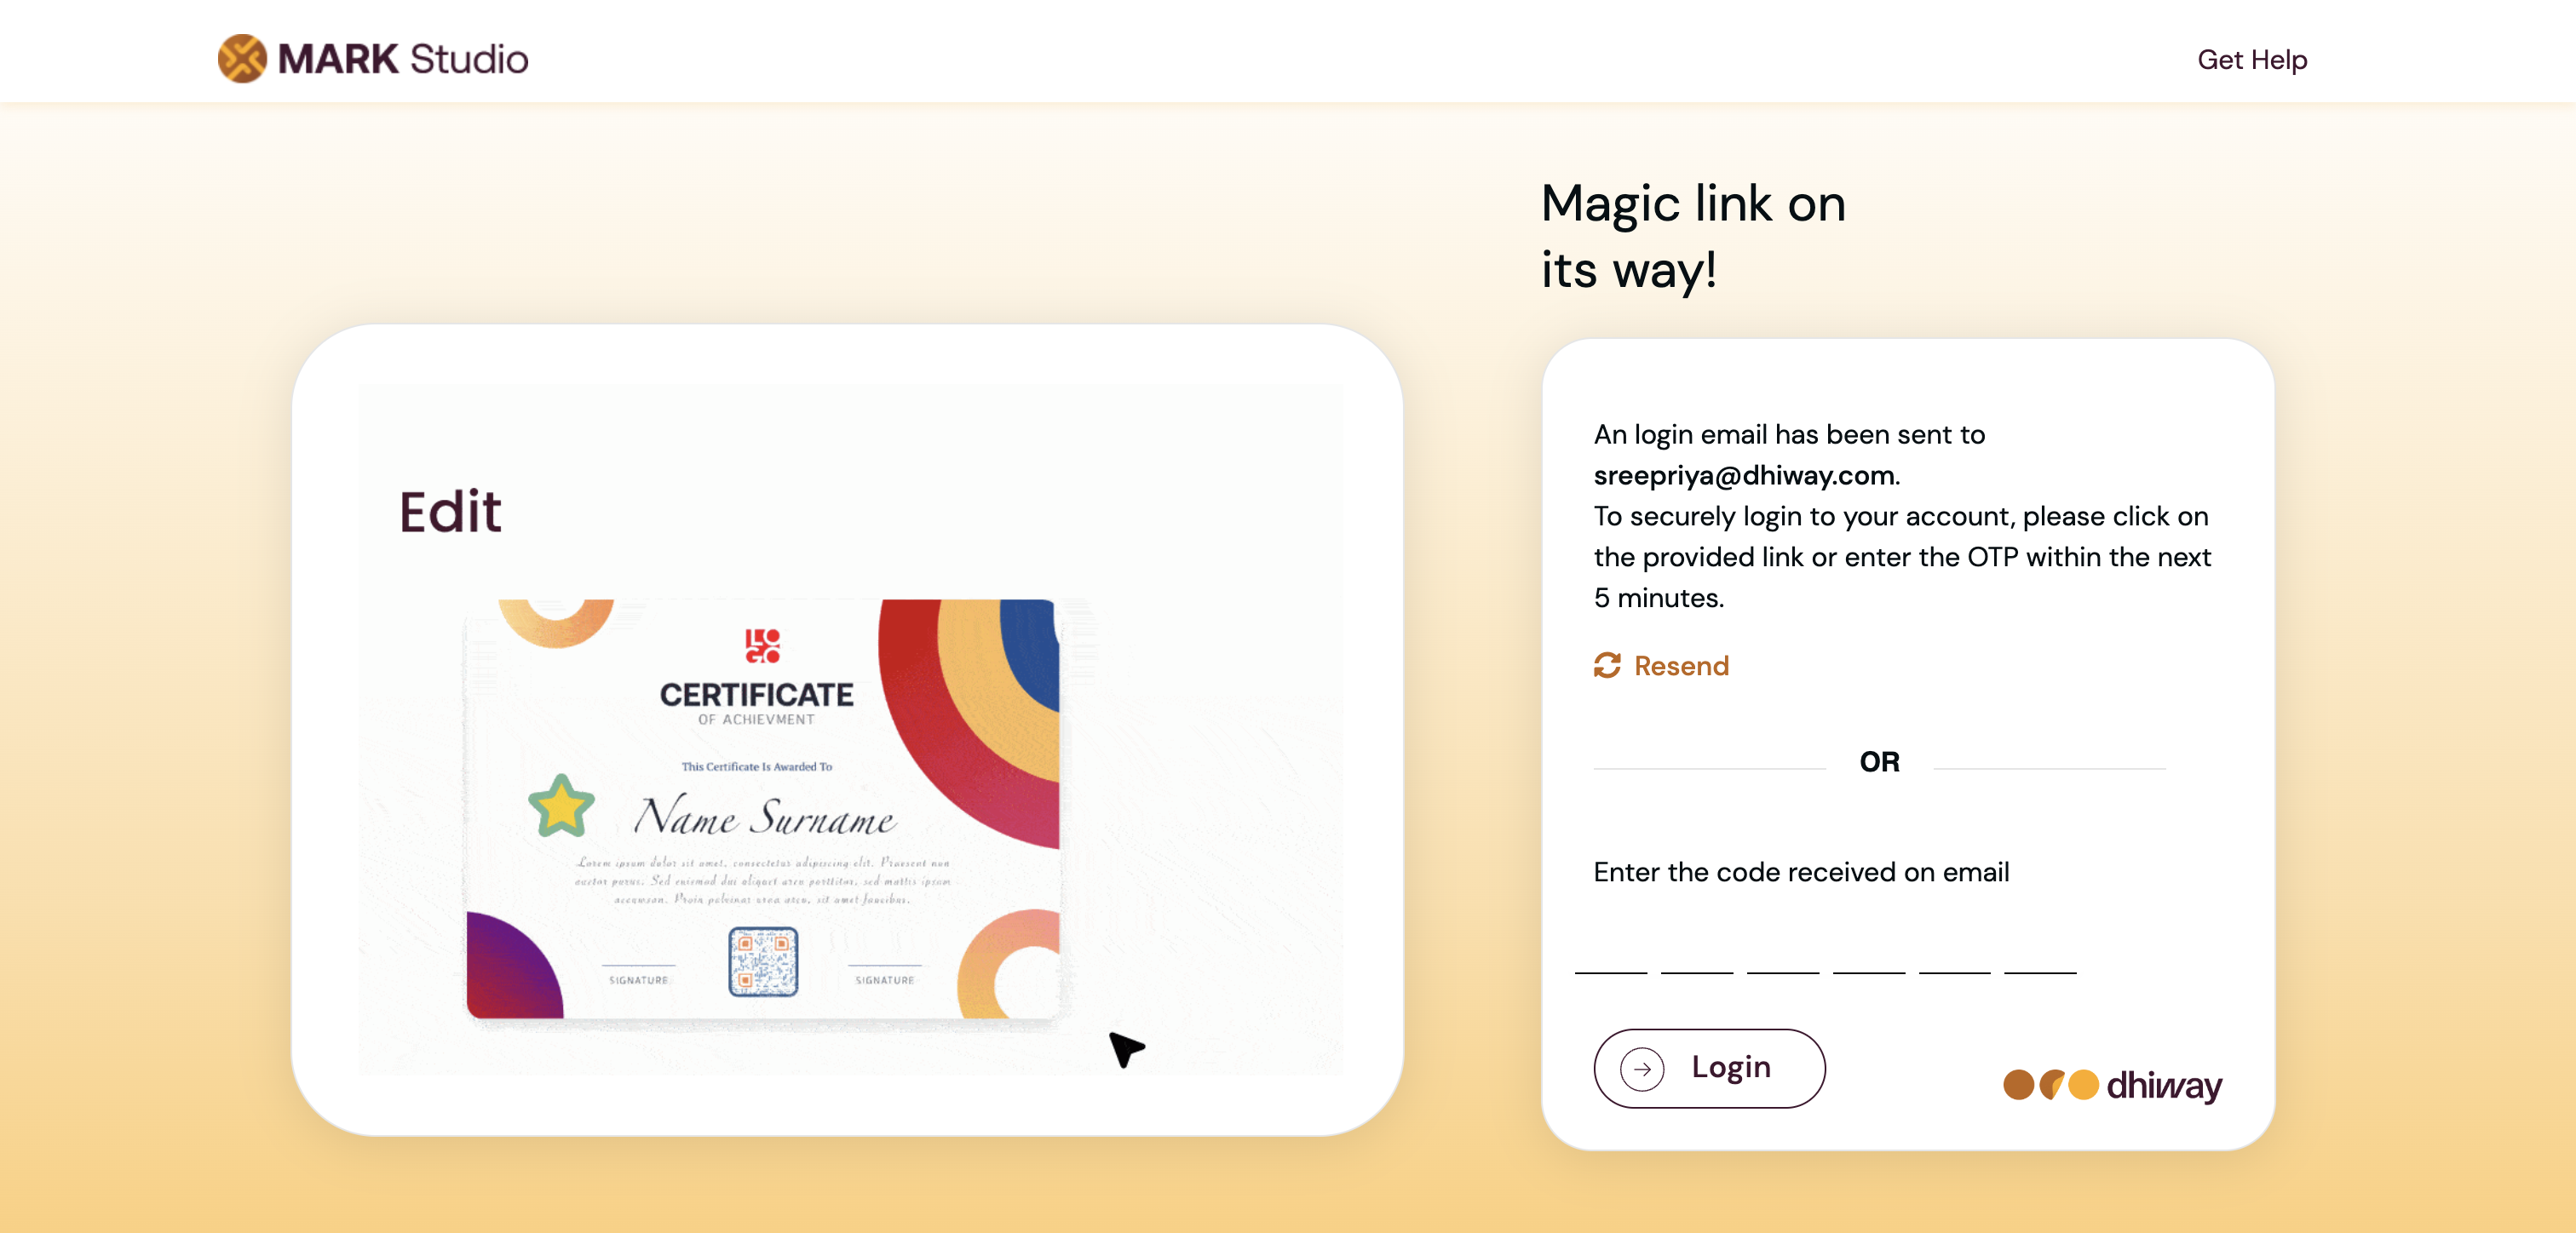 MARK Studio
Get Help
Magic link on
its way!
Edit
LOGO
CERTIFICATE
OF ACHIEVMENT
This Certificate Is Awarded To
Name Surname
Lorem ipsum dolor sit amet, consectetur adipiscing elit. Praesent non
auctor purus. Sed euismod dui aliquet arcu porttitor, sed mattis ipsum
accumsan. Proin pulvinar urna arcu, sit amet faucibus.
SIGNATURE
SIGNATURE
An login email has been sent to
sreepriya@dhiway.com.
To securely login to your account, please click on
the provided link or enter the OTP within the next
5 minutes.
Resend
OR
Enter the code received on email
Login
dhiway